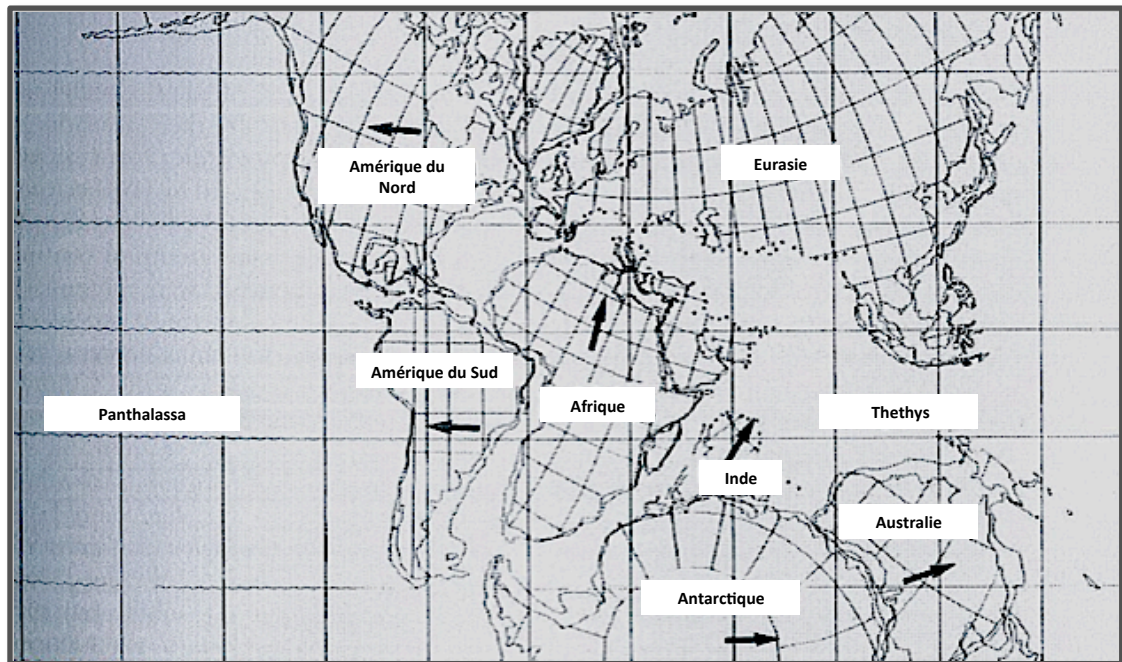 Amérique du
Nord
Eurasie
Amérique du Sud
Panthalassa
Afrique
Thethys
Inde
Australie
Antarctique